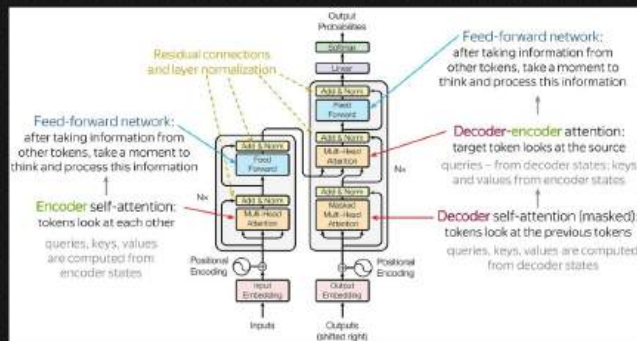 Output
Probabilities
Softmax
Linear
Add & Norm
Feed
Forward
Add & Norm
Multi-Head
Attention
Add & Norm
Masked
Multi-Head
Attention
Nx
Positional
Encoding
Output
Embedding
Outputs
(shifted right)
Residual connections
and layer normalization
Add & Norm
Feed
Forward
Add & Norm
Multi-Head
Attention
Nx
Positional
Encoding
Input
Embedding
Inputs
Feed-forward network:
after taking information from
other tokens, take a moment to
think and process this information
Encoder self-attention:
tokens look at each other
queries, keys, values
are computed from
encoder states
Feed-forward network:
after taking information from
other tokens, take a moment to
think and process this information
Decoder-encoder attention:
target token looks at the source
queries – from decoder states; keys
and values from encoder states
Decoder self-attention (masked):
tokens look at the previous tokens
queries, keys, values are computed
from decoder states